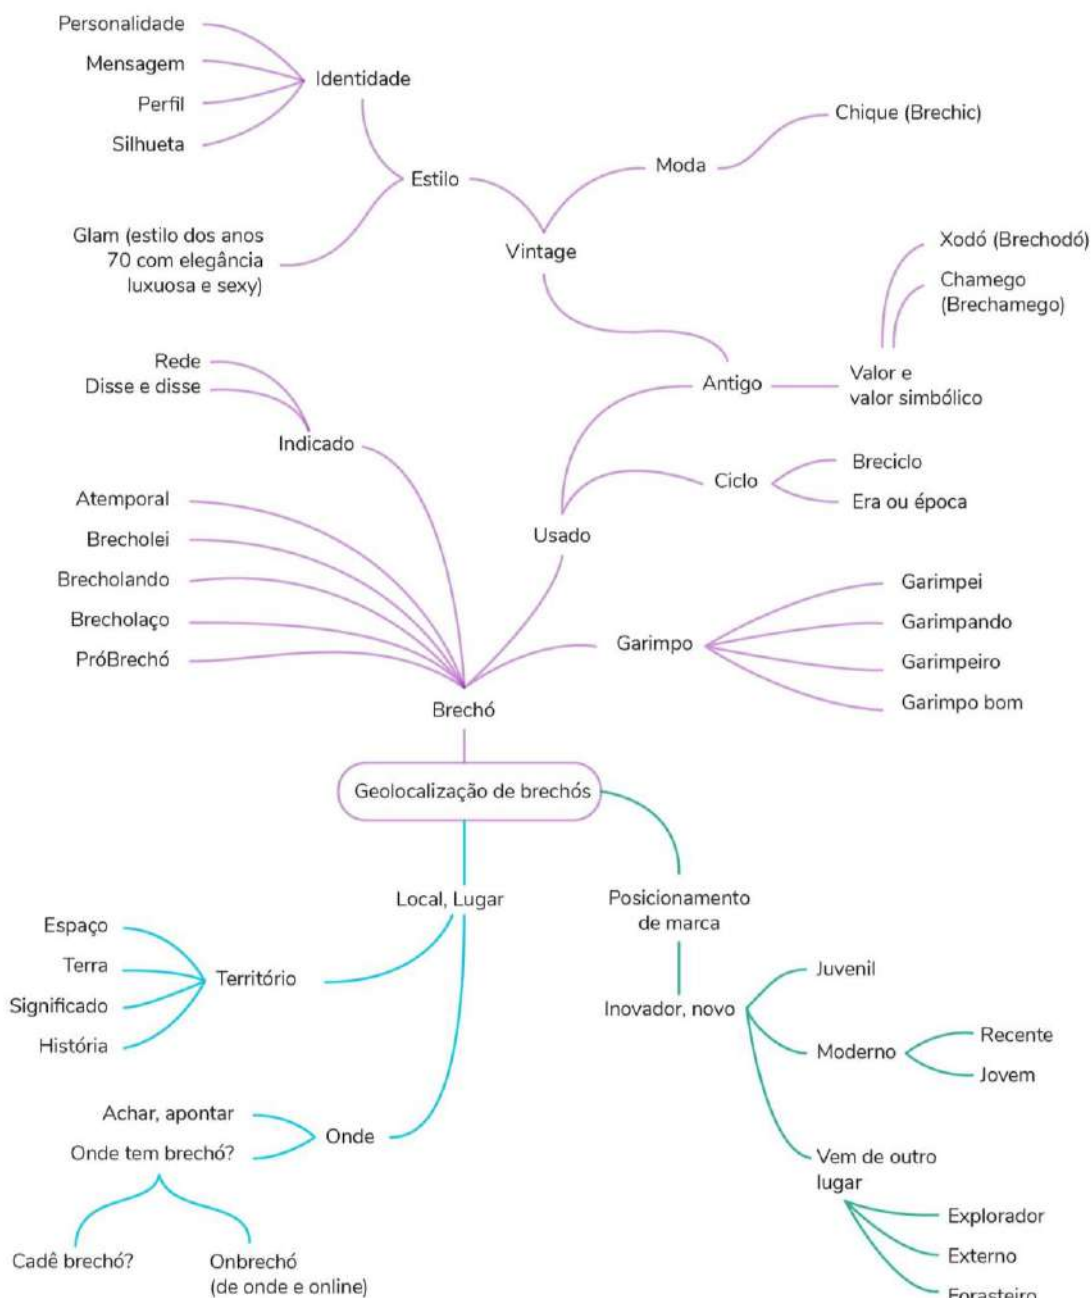 Personalidade
Mensagem
Perfil
Silhueta
Identidade
Estilo
Glam (estilo dos anos
70 com elegância
luxuosa e sexy)
Chique (Brechic)
Moda
Vintage
Xodó (Brechodó)
Chamego
(Brechamego)
Antigo
Valor e
valor simbólico
Rede
Disse e disse
Indicado
Ciclo
Breciclo
Era ou época
Usado
Atemporal
Brecholei
Brecholando
Brecholaço
PróBrechó
Garimpo
Garimpei
Garimpando
Garimpeiro
Garimpo bom
Brechó
Geolocalização de brechós
Local, Lugar
Território
Espaço
Terra
Significado
História
Onde
Achar, apontar
Onde tem brechó?
Cadê brechó?
Onbrechó
(de onde e online)
Posicionamento
de marca
Inovador, novo
Juvenil
Moderno
Recente
Jovem
Vem de outro
lugar
Explorador
Externo
Forasteiro